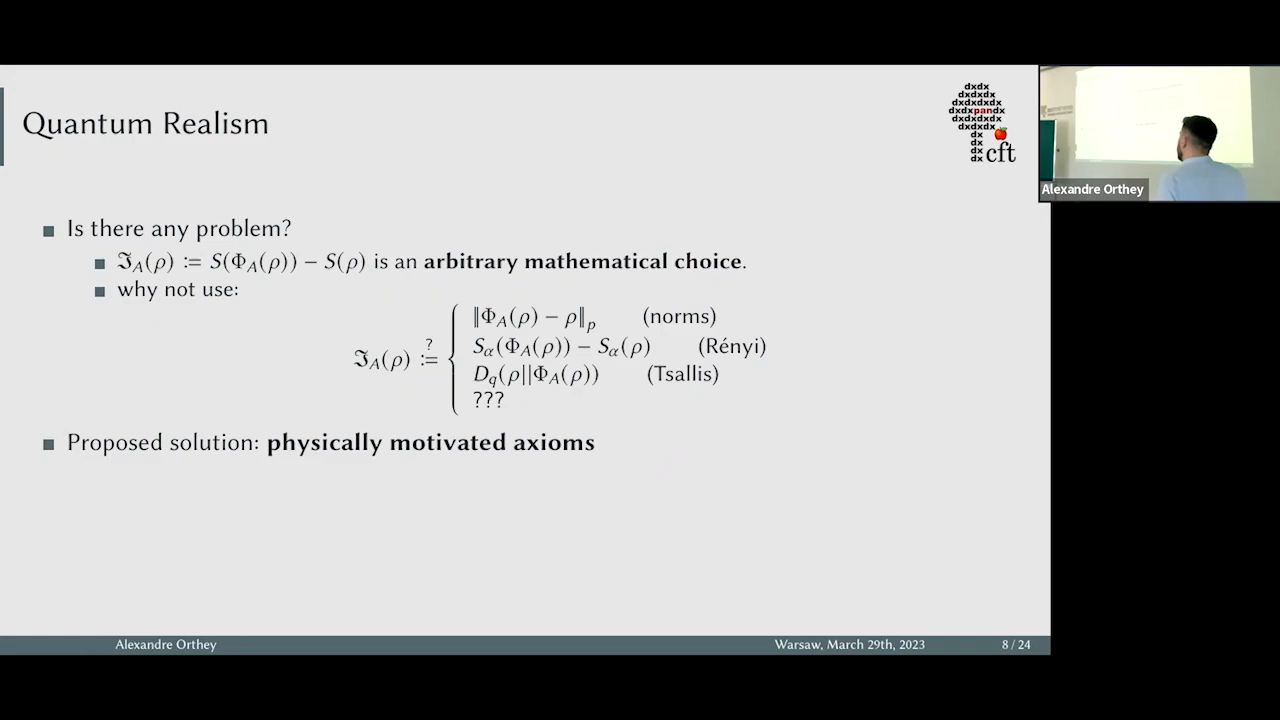 Quantum Realism
dxdx
dxdxdx
dxdxdxdx
dxdxpandx
dxdxdxdx
dxdxdx
dx
dx
dx
dx cft
Alexandre Orthey
Is there any problem?
ℑ_A(ρ) ≔ S(Φ_A(ρ)) − S(ρ) is an arbitrary mathematical choice.
why not use:
‖Φ_A(ρ) − ρ‖_p (norms)
ℑ_A(ρ) ≔^? { S_α(Φ_A(ρ)) − S_α(ρ) (Rényi)
D_q(ρ||Φ_A(ρ)) (Tsallis)
???
Proposed solution: physically motivated axioms
Alexandre Orthey Warsaw, March 29th, 2023 8 / 24